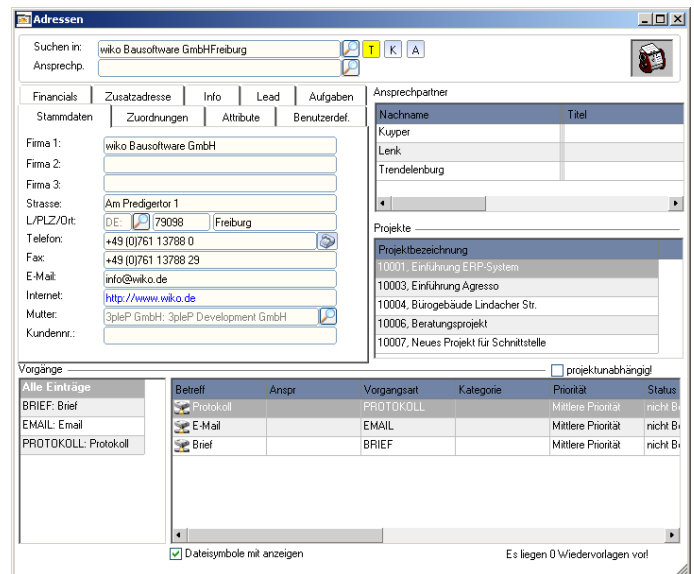 Adressen
Suchen in: wiko Bausoftware GmbHFreiburg T K A
Ansprechp.
Financials Zusatzadresse Info Lead Aufgaben
Stammdaten Zuordnungen Attribute Benutzerdef.
Firma 1: wiko Bausoftware GmbH
Firma 2:
Firma 3:
Strasse: Am Predigertor 1
L/PLZ/Ort: DE: 79098 Freiburg
Telefon: +49 (0)761 13788 0
Fax: +49 (0)761 13788 29
E-Mail: info@wiko.de
Internet: http://www.wiko.de
Mutter: 3pleP GmbH: 3pleP Development GmbH
Kundennr.:
Ansprechpartner
Nachname Titel
Kuyper
Lenk
Trendelenburg
Projekte
Projektbezeichnung
10001, Einführung ERP-System
10003, Einführung Agresso
10004, Bürogebäude Lindacher Str.
10006, Beratungsprojekt
10007, Neues Projekt für Schnittstelle
Vorgänge projektunabhängig!
Alle Einträge
BRIEF: Brief
EMAIL: Email
PROTOKOLL: Protokoll
Betreff Anspr Vorgangsart Kategorie Priorität Status
Protokoll PROTOKOLL Mittlere Priorität nicht Be
E-Mail EMAIL Mittlere Priorität nicht Be
Brief BRIEF Mittlere Priorität nicht Be
Dateisymbole mit anzeigen Es liegen 0 Wiedervorlagen vor!